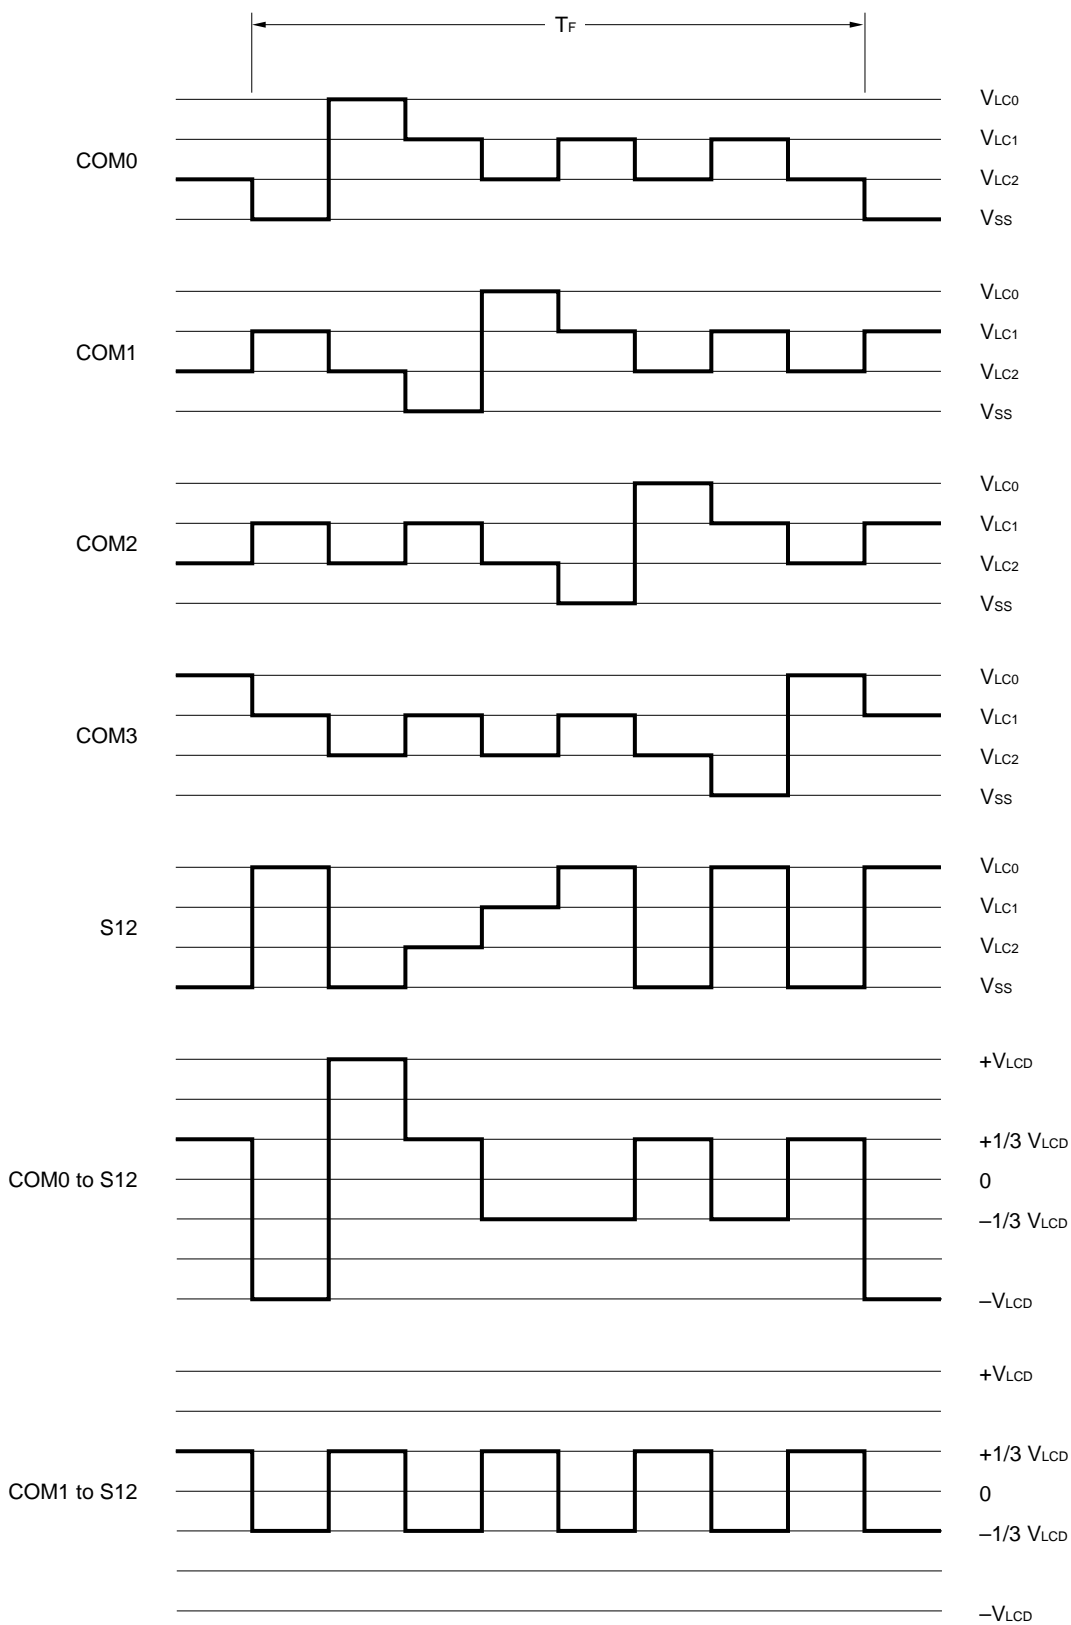 TF
VLC0
VLC1
COM0
VLC2
VSS
VLC0
VLC1
COM1
VLC2
VSS
VLC0
VLC1
COM2
VLC2
VSS
VLC0
VLC1
COM3
VLC2
VSS
VLC0
VLC1
S12
VLC2
VSS
+VLCD
+1/3 VLCD
COM0 to S12
0
–1/3 VLCD
–VLCD
+VLCD
+1/3 VLCD
COM1 to S12
0
–1/3 VLCD
–VLCD